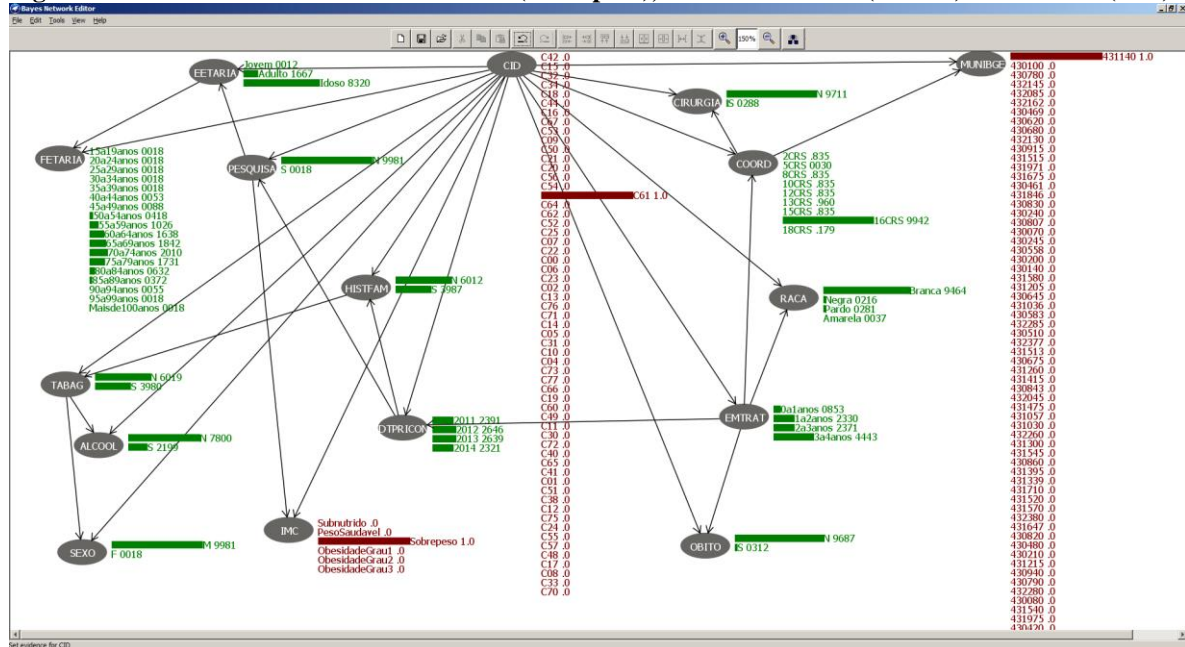 Bayes Network Editor
File Edit Tools View Help
150%
EETARIA
Jovem 0012
Adulto 1667
Idoso 8320
CID
C42 .0
C15 .0
C32 .0
C34 .0
C18 .0
C44 .0
C16 .0
C67 .0
C53 .0
C09 .0
C50 .0
C21 .0
C20 .0
C56 .0
C54 .0
C61 1.0
C64 .0
C62 .0
C52 .0
C25 .0
C07 .0
C22 .0
C00 .0
C06 .0
C23 .0
C02 .0
C13 .0
C76 .0
C71 .0
C14 .0
C05 .0
C31 .0
C10 .0
C04 .0
C73 .0
C77 .0
C66 .0
C19 .0
C60 .0
C49 .0
C11 .0
C30 .0
C72 .0
C40 .0
C65 .0
C41 .0
C01 .0
C51 .0
C38 .0
C12 .0
C75 .0
C24 .0
C55 .0
C57 .0
C48 .0
C17 .0
C08 .0
C33 .0
C70 .0
MUNIBGE
431140 1.0
430100 .0
430780 .0
432145 .0
432085 .0
432162 .0
430469 .0
430620 .0
430680 .0
432130 .0
430915 .0
431515 .0
431971 .0
431675 .0
430461 .0
431846 .0
430830 .0
430240 .0
430807 .0
430070 .0
430245 .0
430558 .0
430200 .0
430140 .0
431580 .0
431205 .0
430645 .0
431036 .0
430583 .0
432285 .0
430510 .0
432377 .0
431513 .0
430675 .0
431260 .0
431415 .0
430843 .0
432045 .0
431475 .0
431057 .0
431030 .0
432260 .0
431300 .0
431545 .0
430860 .0
431395 .0
431339 .0
431710 .0
431520 .0
431570 .0
432380 .0
431647 .0
430820 .0
430480 .0
430210 .0
431215 .0
430940 .0
430790 .0
432280 .0
430080 .0
431540 .0
430300 .0
430420 .0
CIRURGIA
N 9711
S 0288
FETARIA
15a19anos 0018
20a24anos 0018
25a29anos 0018
30a34anos 0018
35a39anos 0018
40a44anos 0053
45a49anos 0088
50a54anos 0418
55a59anos 1026
60a64anos 1638
65a69anos 1842
70a74anos 2010
75a79anos 1731
80a84anos 0632
85a89anos 0372
90a94anos 0055
95a99anos 0018
Maisde100anos 0018
PESQUISA
N 9981
S 0018
COORD
2CRS .835
5CRS 0030
8CRS .835
10CRS .835
12CRS .835
13CRS .960
15CRS .835
16CRS 9942
18CRS .179
HISTFAM
N 6012
S 3987
RACA
Branca 9464
Negra 0216
Pardo 0281
Amarela 0037
TABAG
N 6019
S 3980
ALCOOL
N 7800
S 2199
DTPRICON
2011 2391
2012 2646
2013 2639
2014 2321
EMTRAT
0a1anos 0853
1a2anos 2330
2a3anos 2371
3a4anos 4443
SEXO
M 9981
F 0018
IMC
Subnutrido .0
PesoSaudavel .0
Sobrepeso 1.0
ObesidadeGrau1 .0
ObesidadeGrau2 .0
ObesidadeGrau3 .0
OBITO
N 9687
S 0312
Set evidence for CID